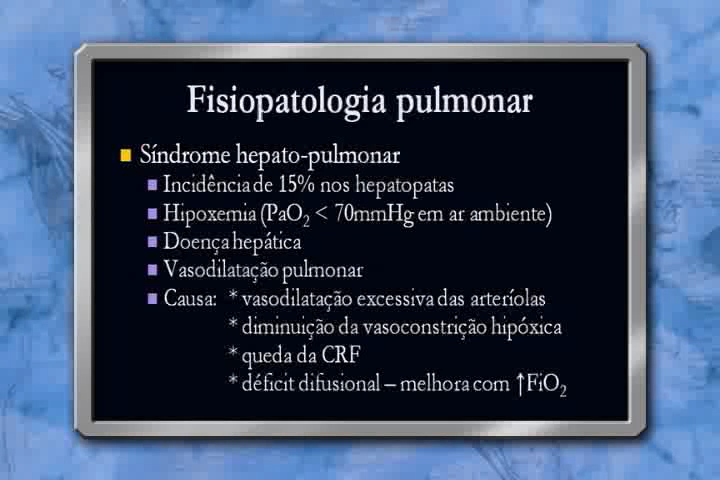 Fisiopatologia pulmonar
Síndrome hepato-pulmonar
Incidência de 15% nos hepatopatas
Hipoxemia (PaO₂ < 70mmHg em ar ambiente)
Doença hepática
Vasodilatação pulmonar
Causa: * vasodilatação excessiva das arteríolas
* diminuição da vasoconstrição hipóxica
* queda da CRF
* déficit difusional – melhora com ↑FiO₂